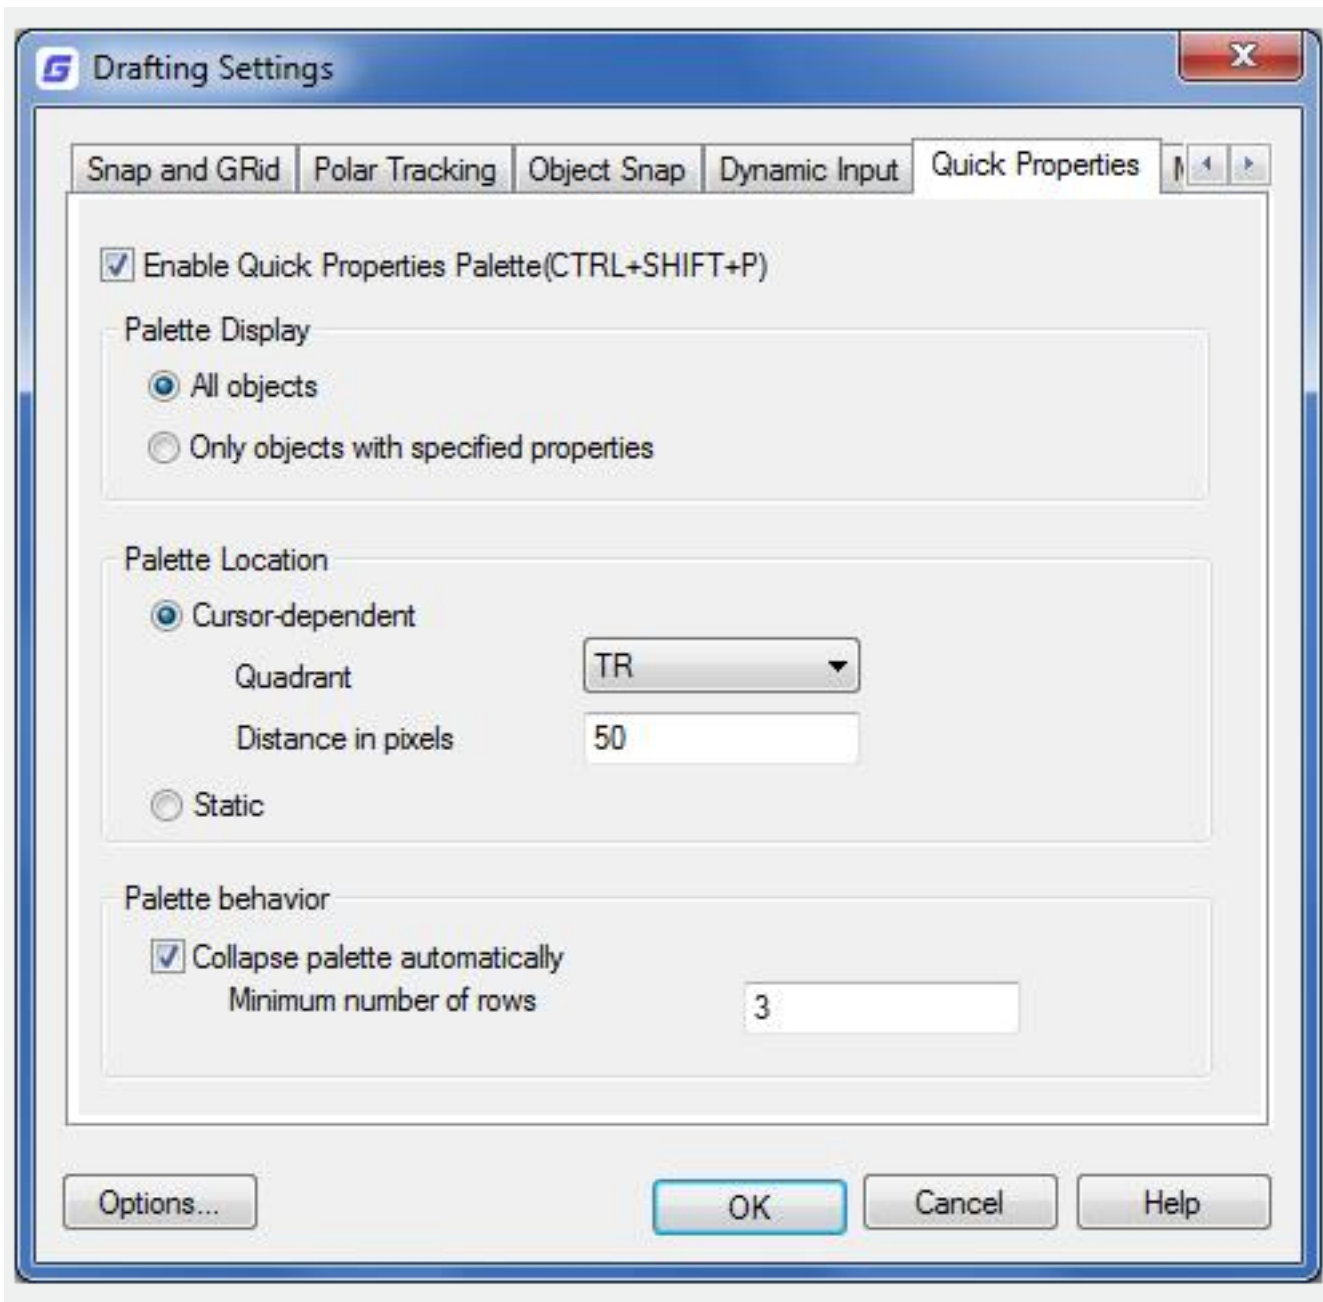 Drafting Settings
Snap and GRid Polar Tracking Object Snap Dynamic Input Quick Properties
Enable Quick Properties Palette(CTRL+SHIFT+P)
Palette Display
All objects
Only objects with specified properties
Palette Location
Cursor-dependent
Quadrant TR
Distance in pixels 50
Static
Palette behavior
Collapse palette automatically
Minimum number of rows 3
Options... OK Cancel Help